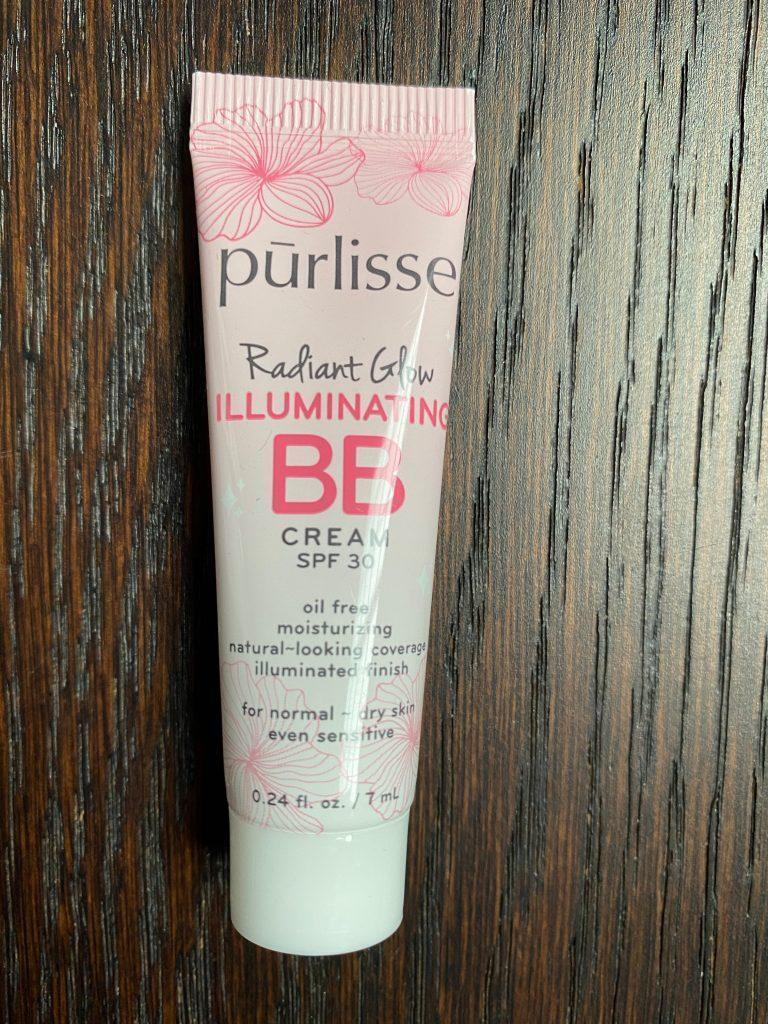 pūrlisse
Radiant Glow
ILLUMINATING
BB
CREAM
SPF 30
oil free
moisturizing
natural~looking coverage
illuminated finish
for normal ~ dry skin
even sensitive
0.24 fl. oz. / 7 mL